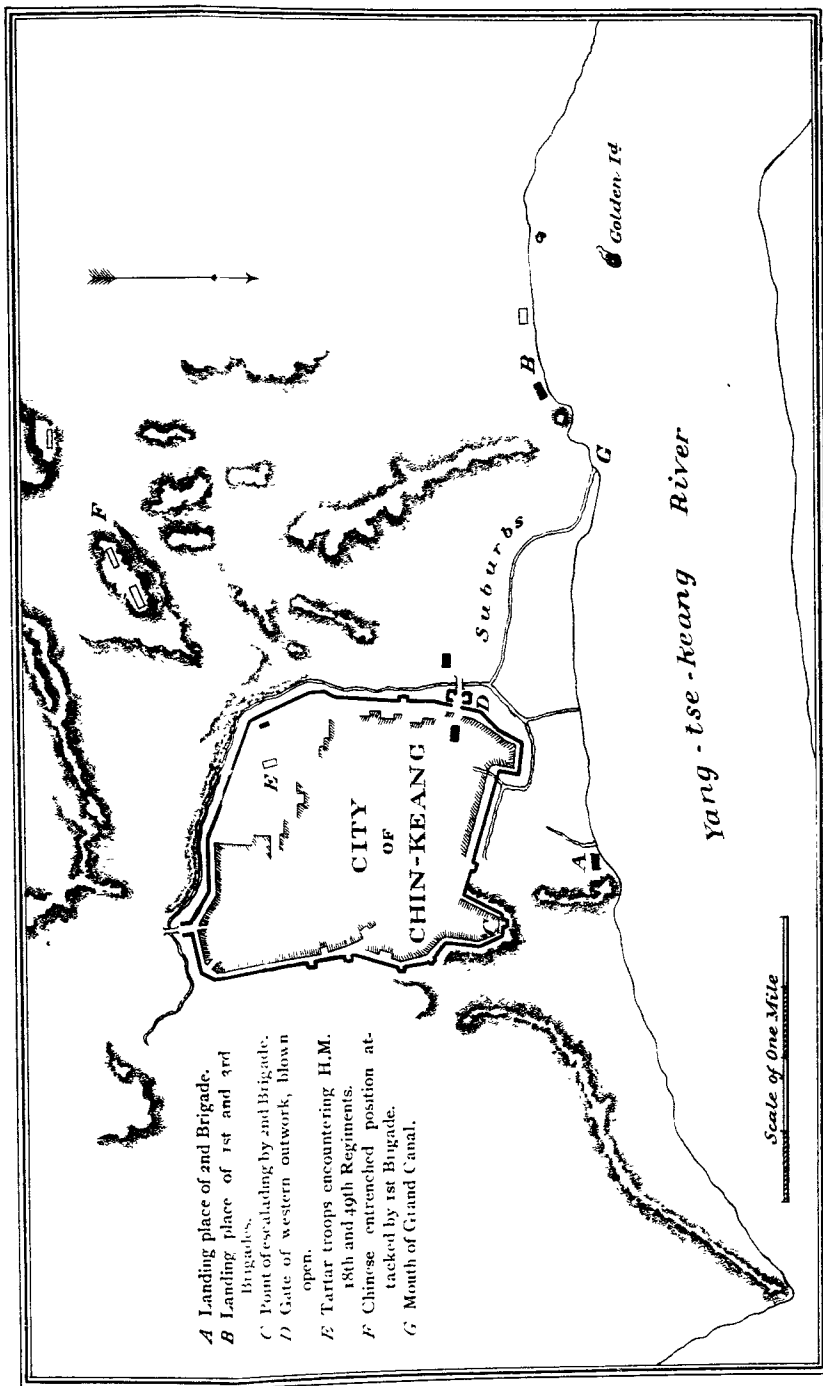 A Landing place of 2nd Brigade.
B Landing place of 1st and 3rd
Brigades.
C Point of escalading by 2nd Brigade.
D Gate of western outwork, blown
open.
E Tartar troops encountering H.M.
18th and 49th Regiments.
F Chinese entrenched position at-
tacked by 1st Brigade.
G Mouth of Grand Canal.
CITY
OF
CHIN-KEANG
E
F
C
D
A
B
G
Suburbs
Golden Id
Yang-tse-keang River
Scale of One Mile